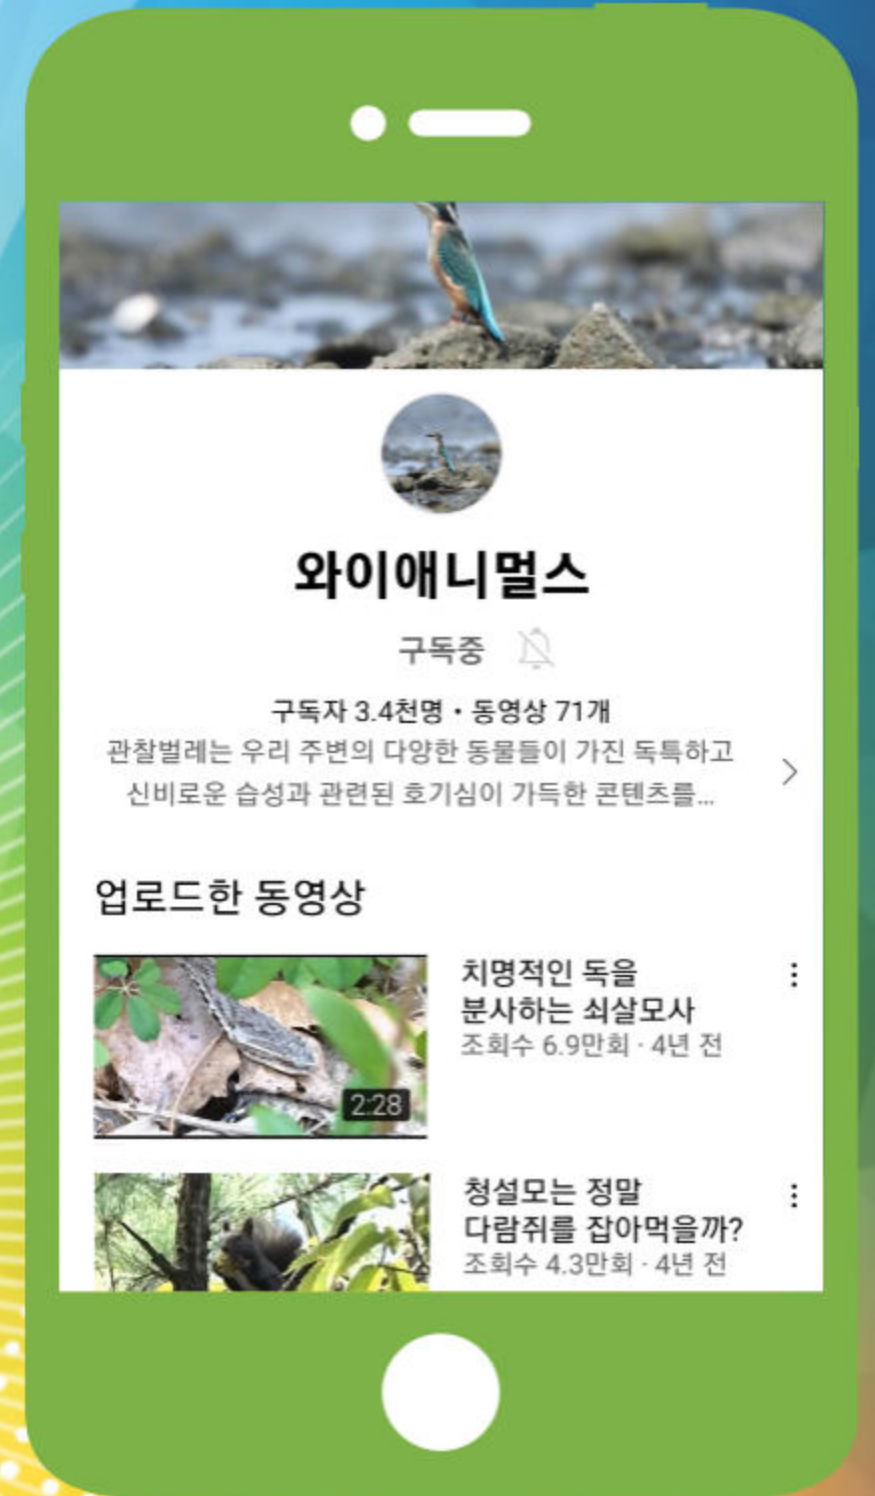 와이애니멀스
구독중
구독자 3.4천명 • 동영상 71개
관찰벌레는 우리 주변의 다양한 동물들이 가진 독특하고
신비로운 습성과 관련된 호기심이 가득한 콘텐츠를...
업로드한 동영상
치명적인 독을
분사하는 쇠살모사
조회수 6.9만회 · 4년 전
2:28
청설모는 정말
다람쥐를 잡아먹을까?
조회수 4.3만회 · 4년 전